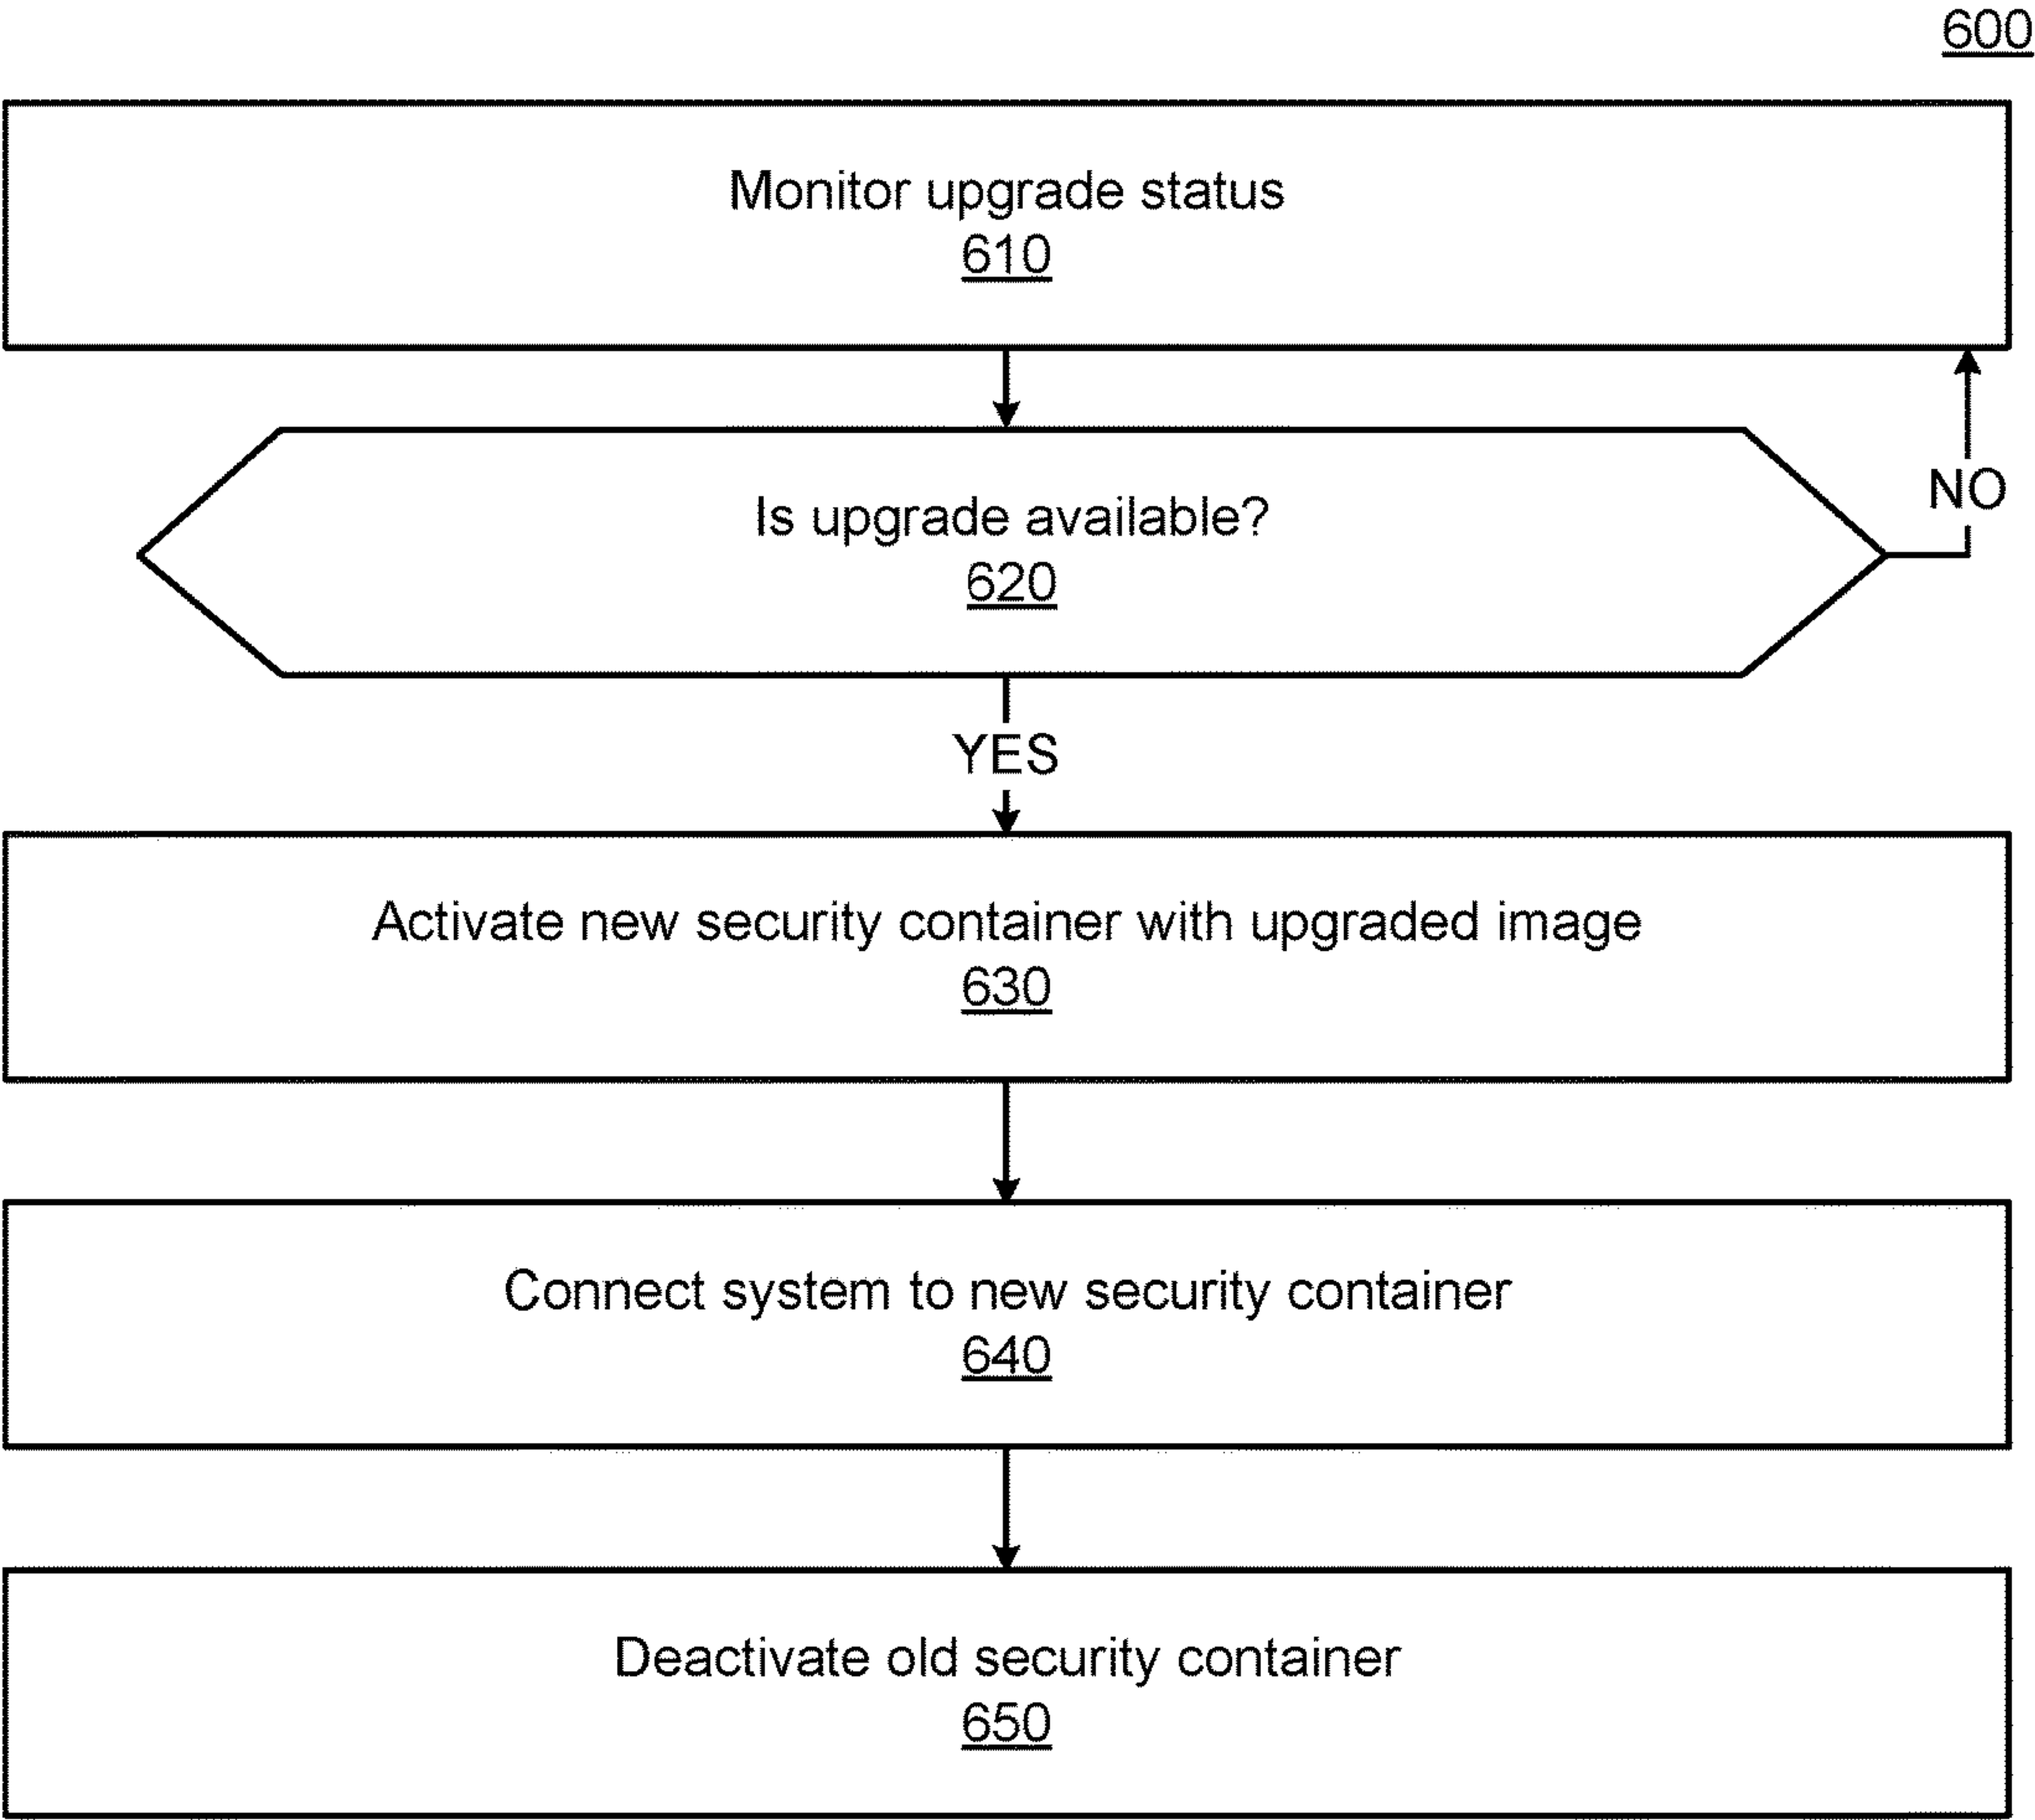 600
Monitor upgrade status
610
Is upgrade available?
620
NO
YES
Activate new security container with upgraded image
630
Connect system to new security container
640
Deactivate old security container
650